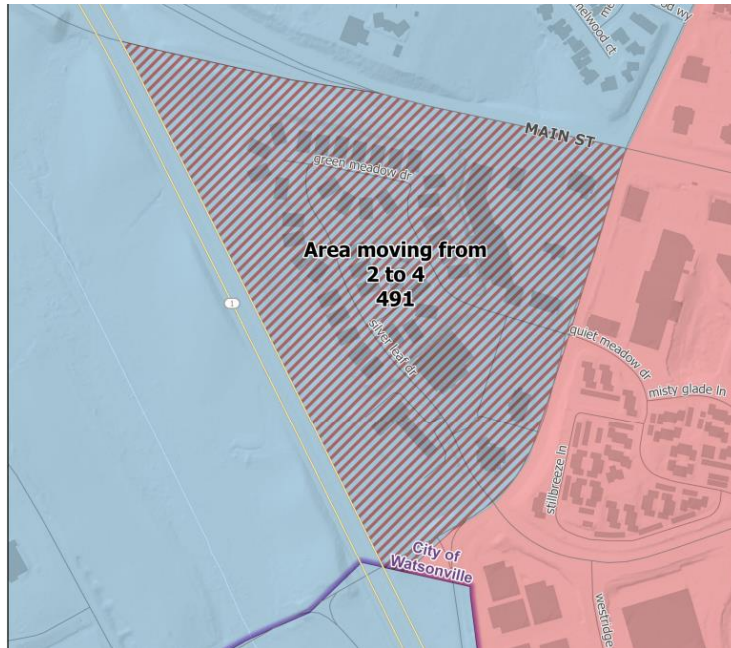 nelwood ct
MAIN ST
green meadow dr
Area moving from
2 to 4
491
1
silver leaf dr
quiet meadow dr
misty glade ln
stillbreeze ln
City of
Watsonville
westridge